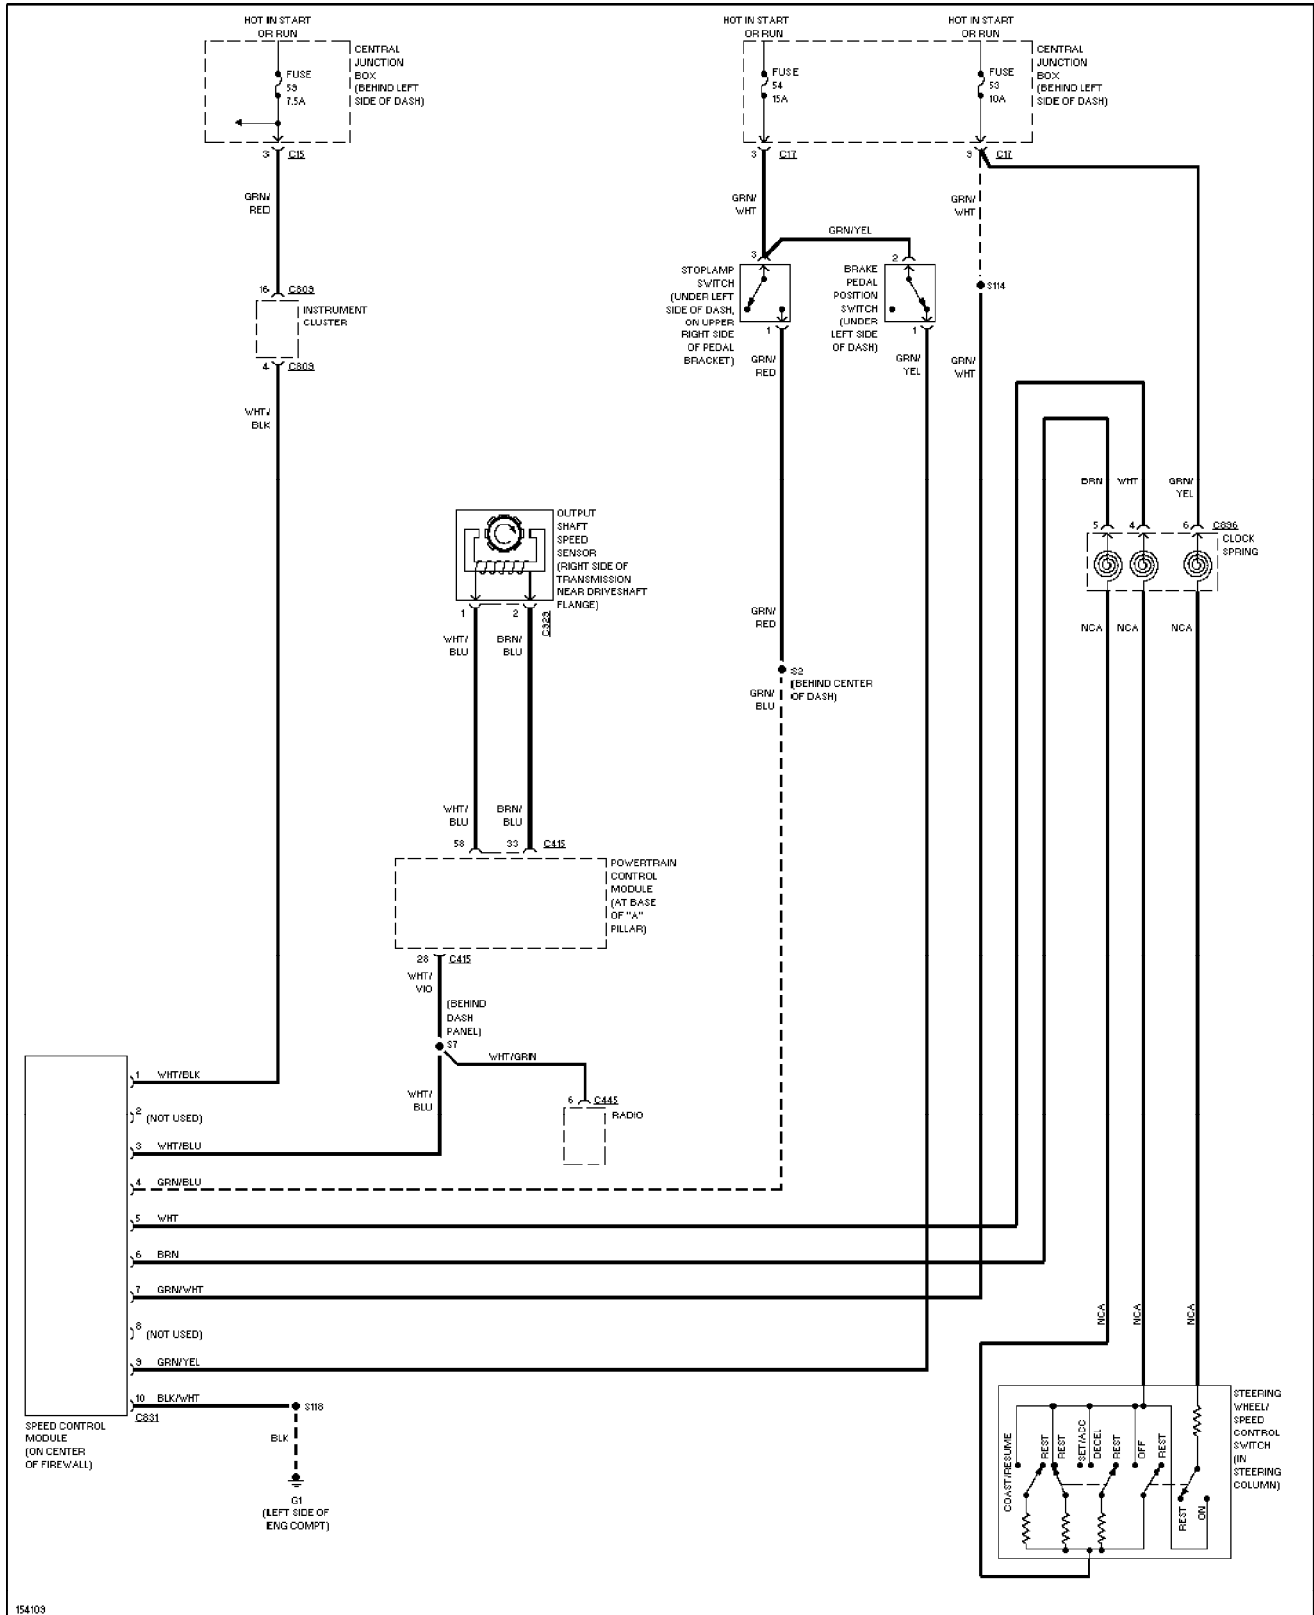 HOT IN START
OR RUN
CENTRAL
JUNCTION
BOX
(BEHIND LEFT
SIDE OF DASH)
FUSE
59
7.5A
3
C15
GRN/
RED
16
C809
INSTRUMENT
CLUSTER
4
C809
WHT/
BLK
HOT IN START
OR RUN
HOT IN START
OR RUN
CENTRAL
JUNCTION
BOX
(BEHIND LEFT
SIDE OF DASH)
FUSE
54
15A
FUSE
53
10A
3
C17
9
C17
GRN/
WHT
GRN/
WHT
GRN/YEL
3
STOPLAMP
SWITCH
(UNDER LEFT
SIDE OF DASH,
ON UPPER
RIGHT SIDE
OF PEDAL
BRACKET)
1
2
BRAKE
PEDAL
POSITION
SWITCH
(UNDER
LEFT SIDE
OF DASH)
1
S114
GRN/
RED
GRN/
YEL
GRN/
WHT
BRN
WHT
GRN/
YEL
5
4
6
C896
CLOCK
SPRING
NCA
NCA
NCA
OUTPUT
SHAFT
SPEED
SENSOR
(RIGHT SIDE OF
TRANSMISSION
NEAR DRIVESHAFT
FLANGE)
1
2
C929
WHT/
BLU
BRN/
BLU
GRN/
RED
S2
(BEHIND CENTER
OF DASH)
GRN/
BLU
WHT/
BLU
BRN/
BLU
58
33
C415
POWERTRAIN
CONTROL
MODULE
(AT BASE
OF "A"
PILLAR)
28
C415
WHT/
VIO
(BEHIND
DASH
PANEL)
S7
WHT/GRN
WHT/
BLU
6
C445
RADIO
1 WHT/BLK
2 (NOT USED)
3 WHT/BLU
4 GRN/BLU
5 WHT
6 BRN
7 GRN/WHT
8 (NOT USED)
9 GRN/YEL
10 BLK/WHT
C831
SPEED CONTROL
MODULE
(ON CENTER
OF FIREWALL)
S118
BLK
G1
(LEFT SIDE OF
ENG COMPT)
NCA
NCA
NCA
STEERING
WHEEL/
SPEED
CONTROL
SWITCH
(IN
STEERING
COLUMN)
COAST/RESUME
REST
REST
SET/ACC
DECEL
REST
OFF
REST
REST
ON
154109